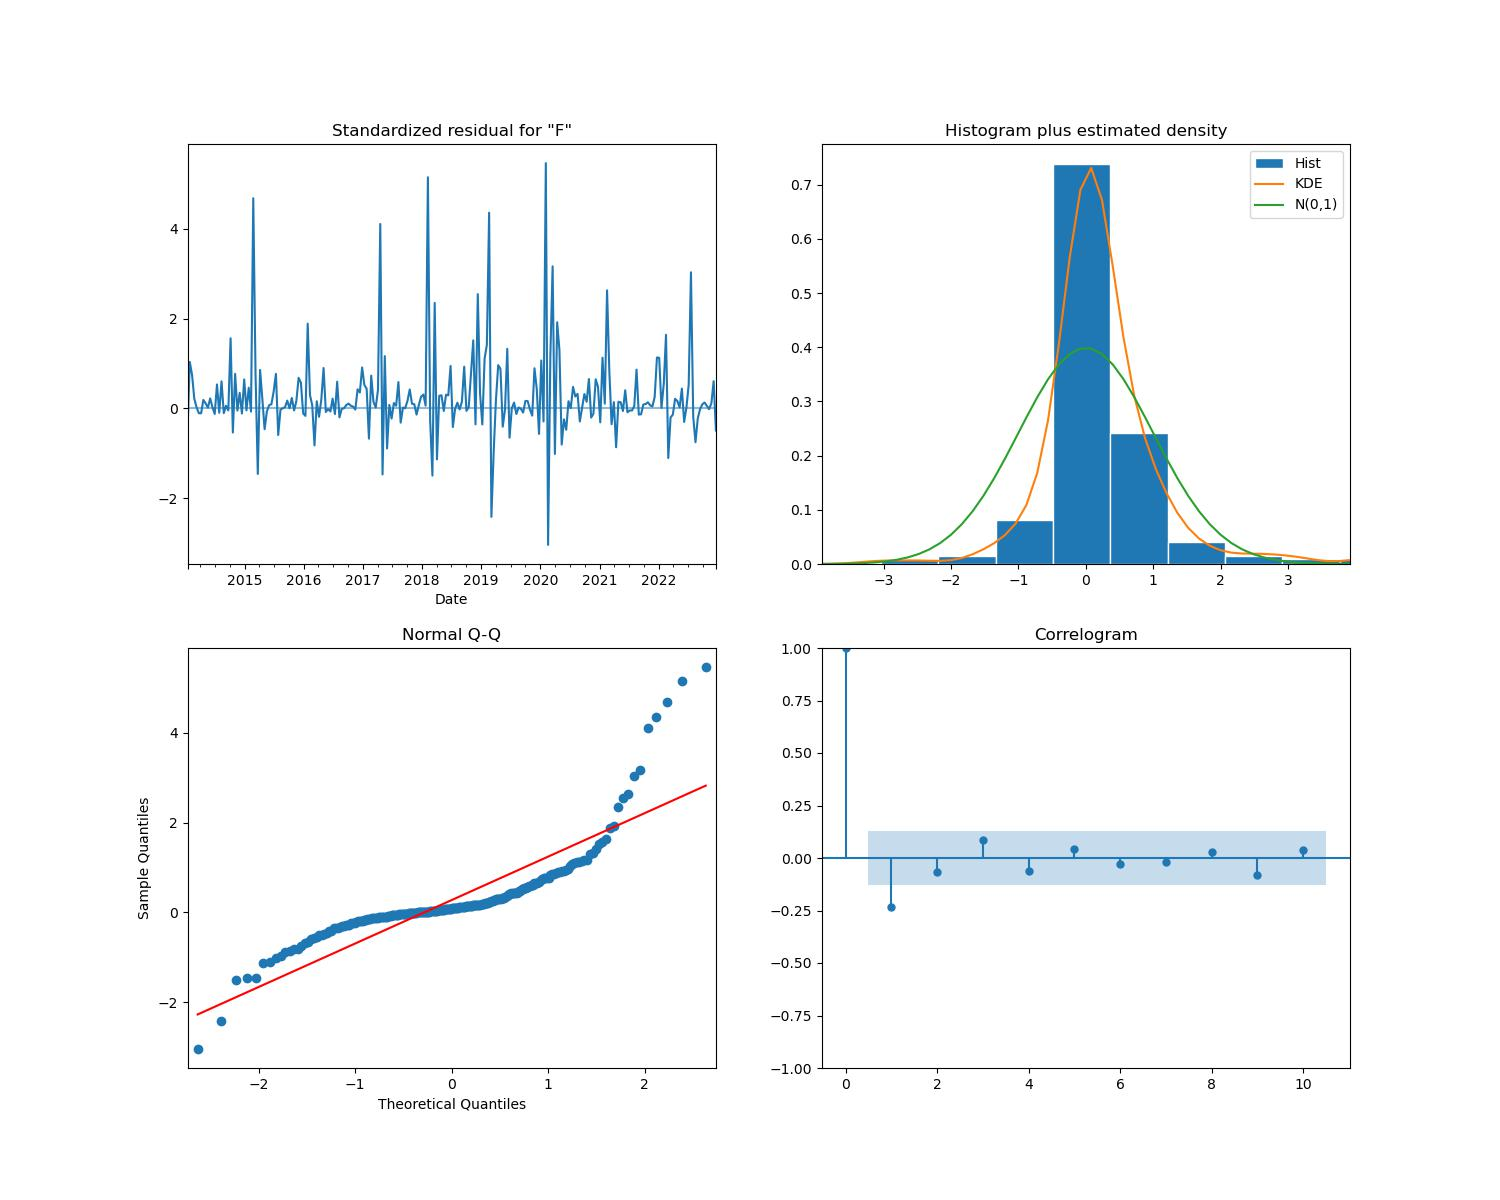 Standardized residual for "F"
4
2
0
−2
2015 2016 2017 2018 2019 2020 2021 2022
Date
Histogram plus estimated density
Hist
KDE
N(0,1)
0.7
0.6
0.5
0.4
0.3
0.2
0.1
0.0
−3 −2 −1 0 1 2 3
Normal Q-Q
Sample Quantiles
4
2
0
−2
−2 −1 0 1 2
Theoretical Quantiles
Correlogram
1.00
0.75
0.50
0.25
0.00
−0.25
−0.50
−0.75
−1.00
0 2 4 6 8 10